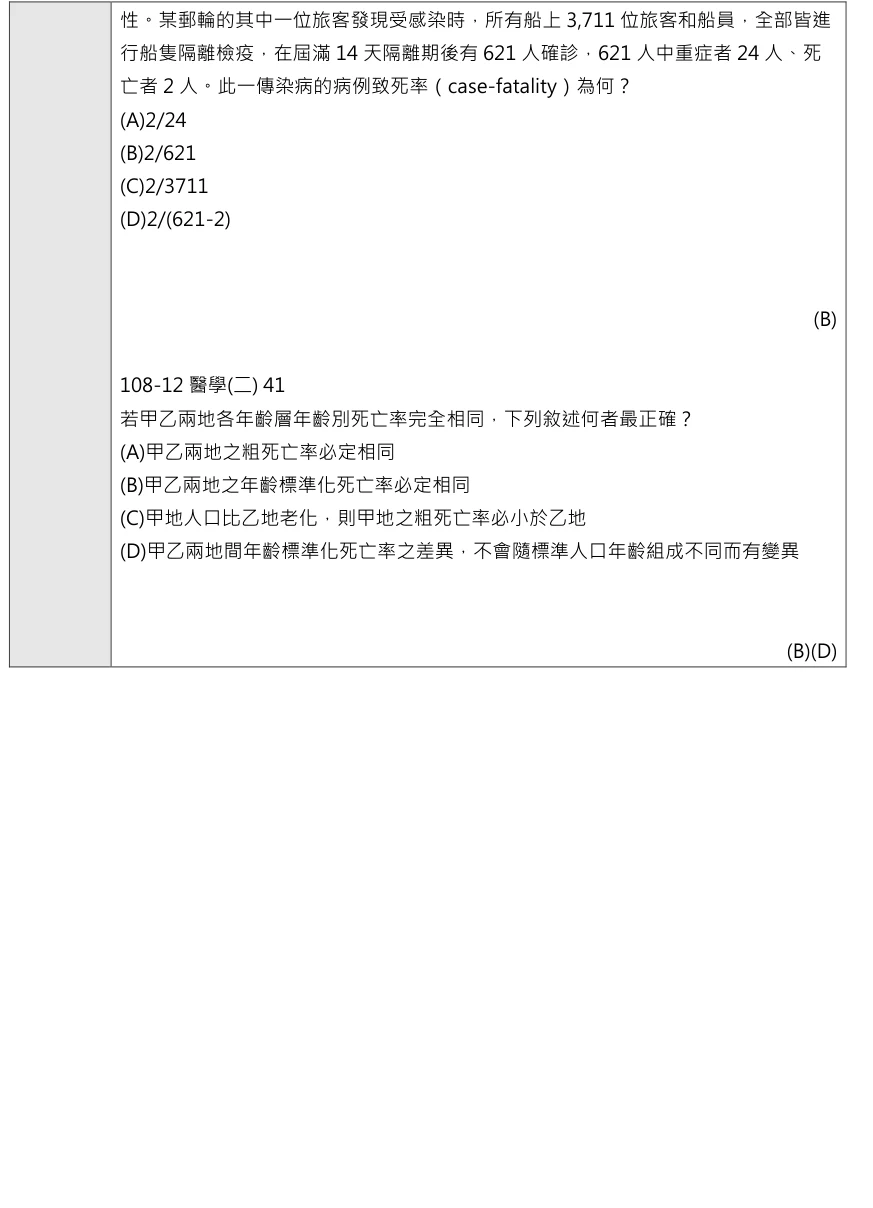 性。某郵輪的其中一位旅客發現受感染時，所有船上 3,711 位旅客和船員，全部皆進
行船隻隔離檢疫，在屆滿 14 天隔離期後有 621 人確診，621 人中重症者 24 人、死
亡者 2 人。此一傳染病的病例致死率（case-fatality）為何？
(A)2/24
(B)2/621
(C)2/3711
(D)2/(621-2)
(B)
108-12 醫學(二) 41
若甲乙兩地各年齡層年齡別死亡率完全相同，下列敘述何者最正確？
(A)甲乙兩地之粗死亡率必定相同
(B)甲乙兩地之年齡標準化死亡率必定相同
(C)甲地人口比乙地老化，則甲地之粗死亡率必小於乙地
(D)甲乙兩地間年齡標準化死亡率之差異，不會隨標準人口年齡組成不同而有變異
(B)(D)